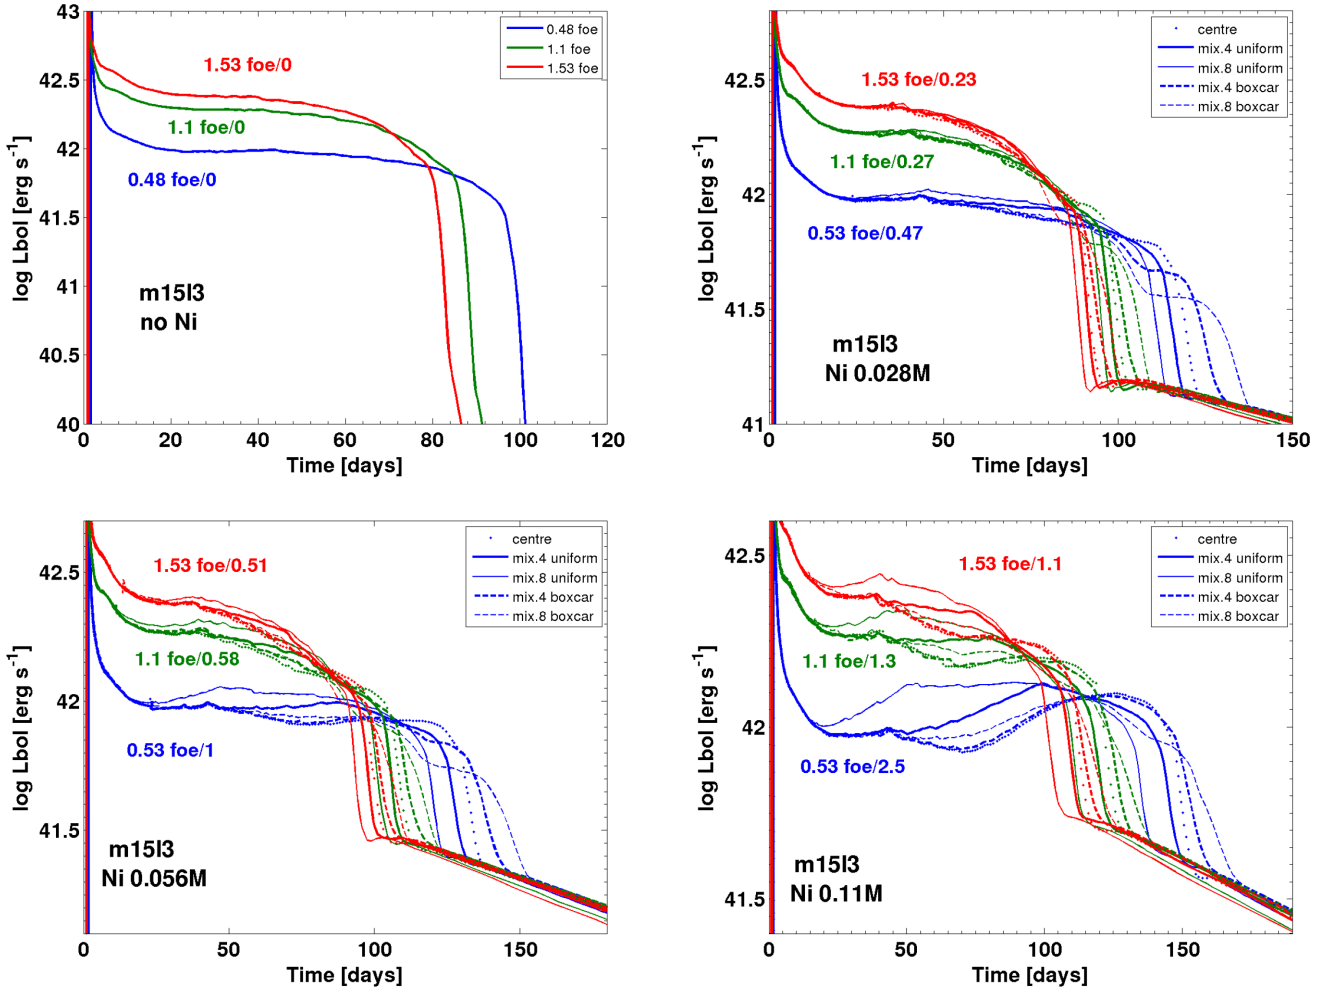 43
42.5
42
41.5
41
40.5
40
log Lbol [erg s-1]
0
20
40
60
80
100
120
Time [days]
1.53 foe/0
1.1 foe/0
0.48 foe/0
m15l3
no Ni
0.48 foe
1.1 foe
1.53 foe
42.5
42
41.5
41
log Lbol [erg s-1]
0
50
100
150
Time [days]
1.53 foe/0.23
1.1 foe/0.27
0.53 foe/0.47
m15l3
Ni 0.028M
centre
mix.4 uniform
mix.8 uniform
mix.4 boxcar
mix.8 boxcar
42.5
42
41.5
log Lbol [erg s-1]
0
50
100
150
Time [days]
1.53 foe/0.51
1.1 foe/0.58
0.53 foe/1
m15l3
Ni 0.056M
centre
mix.4 uniform
mix.8 uniform
mix.4 boxcar
mix.8 boxcar
42.5
42
41.5
log Lbol [erg s-1]
0
50
100
150
Time [days]
1.53 foe/1.1
1.1 foe/1.3
0.53 foe/2.5
m15l3
Ni 0.11M
centre
mix.4 uniform
mix.8 uniform
mix.4 boxcar
mix.8 boxcar